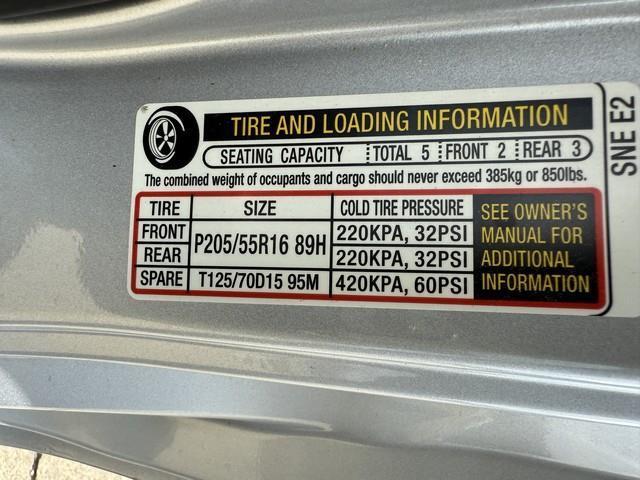 TIRE AND LOADING INFORMATION
SEATING CAPACITY TOTAL 5 FRONT 2 REAR 3
The combined weight of occupants and cargo should never exceed 385kg or 850lbs.
TIRE SIZE COLD TIRE PRESSURE
FRONT P205/55R16 89H 220KPA, 32PSI
REAR 220KPA, 32PSI
SPARE T125/70D15 95M 420KPA, 60PSI
SEE OWNER'S
MANUAL FOR
ADDITIONAL
INFORMATION
SNE E2